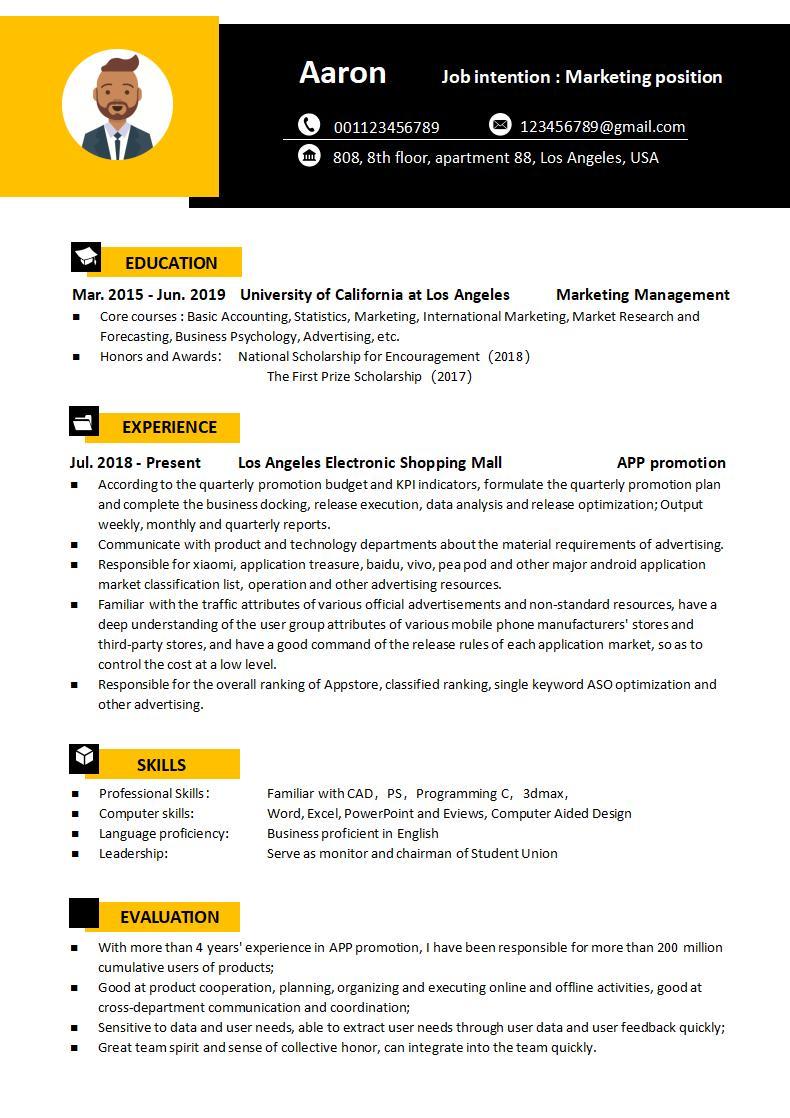 Aaron Job intention : Marketing position
001123456789 123456789@gmail.com
808, 8th floor, apartment 88, Los Angeles, USA
EDUCATION
Mar. 2015 - Jun. 2019 University of California at Los Angeles Marketing Management
■ Core courses : Basic Accounting, Statistics, Marketing, International Marketing, Market Research and
Forecasting, Business Psychology, Advertising, etc.
■ Honors and Awards: National Scholarship for Encouragement (2018)
The First Prize Scholarship (2017)
EXPERIENCE
Jul. 2018 - Present Los Angeles Electronic Shopping Mall APP promotion
■ According to the quarterly promotion budget and KPI indicators, formulate the quarterly promotion plan
and complete the business docking, release execution, data analysis and release optimization; Output
weekly, monthly and quarterly reports.
■ Communicate with product and technology departments about the material requirements of advertising.
■ Responsible for xiaomi, application treasure, baidu, vivo, pea pod and other major android application
market classification list, operation and other advertising resources.
■ Familiar with the traffic attributes of various official advertisements and non-standard resources, have a
deep understanding of the user group attributes of various mobile phone manufacturers' stores and
third-party stores, and have a good command of the release rules of each application market, so as to
control the cost at a low level.
■ Responsible for the overall ranking of Appstore, classified ranking, single keyword ASO optimization and
other advertising.
SKILLS
■ Professional Skills: Familiar with CAD, PS, Programming C, 3dmax,
■ Computer skills: Word, Excel, PowerPoint and Eviews, Computer Aided Design
■ Language proficiency: Business proficient in English
■ Leadership: Serve as monitor and chairman of Student Union
EVALUATION
■ With more than 4 years' experience in APP promotion, I have been responsible for more than 200 million
cumulative users of products;
■ Good at product cooperation, planning, organizing and executing online and offline activities, good at
cross-department communication and coordination;
■ Sensitive to data and user needs, able to extract user needs through user data and user feedback quickly;
■ Great team spirit and sense of collective honor, can integrate into the team quickly.